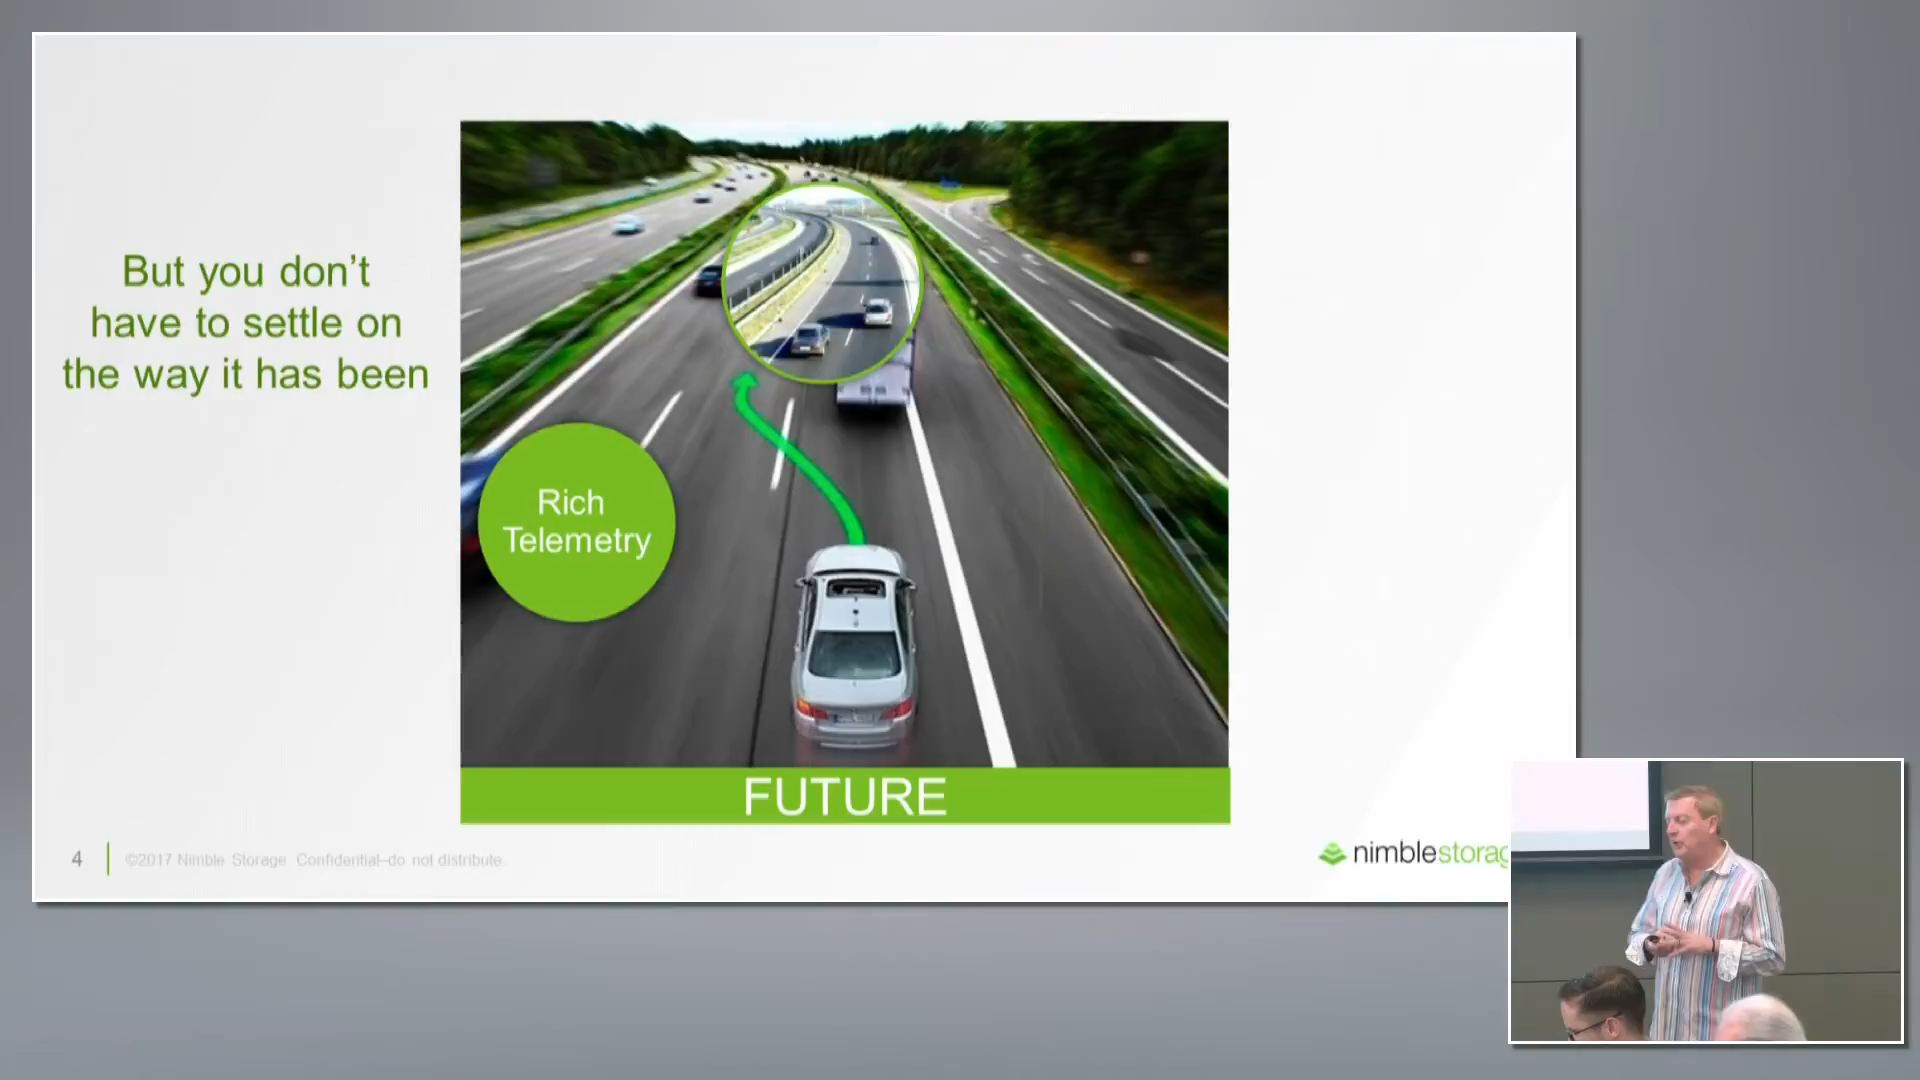 But you don't
have to settle on
the way it has been
Rich
Telemetry
FUTURE
4
©2017 Nimble Storage Confidential–do not distribute.
nimblestorag